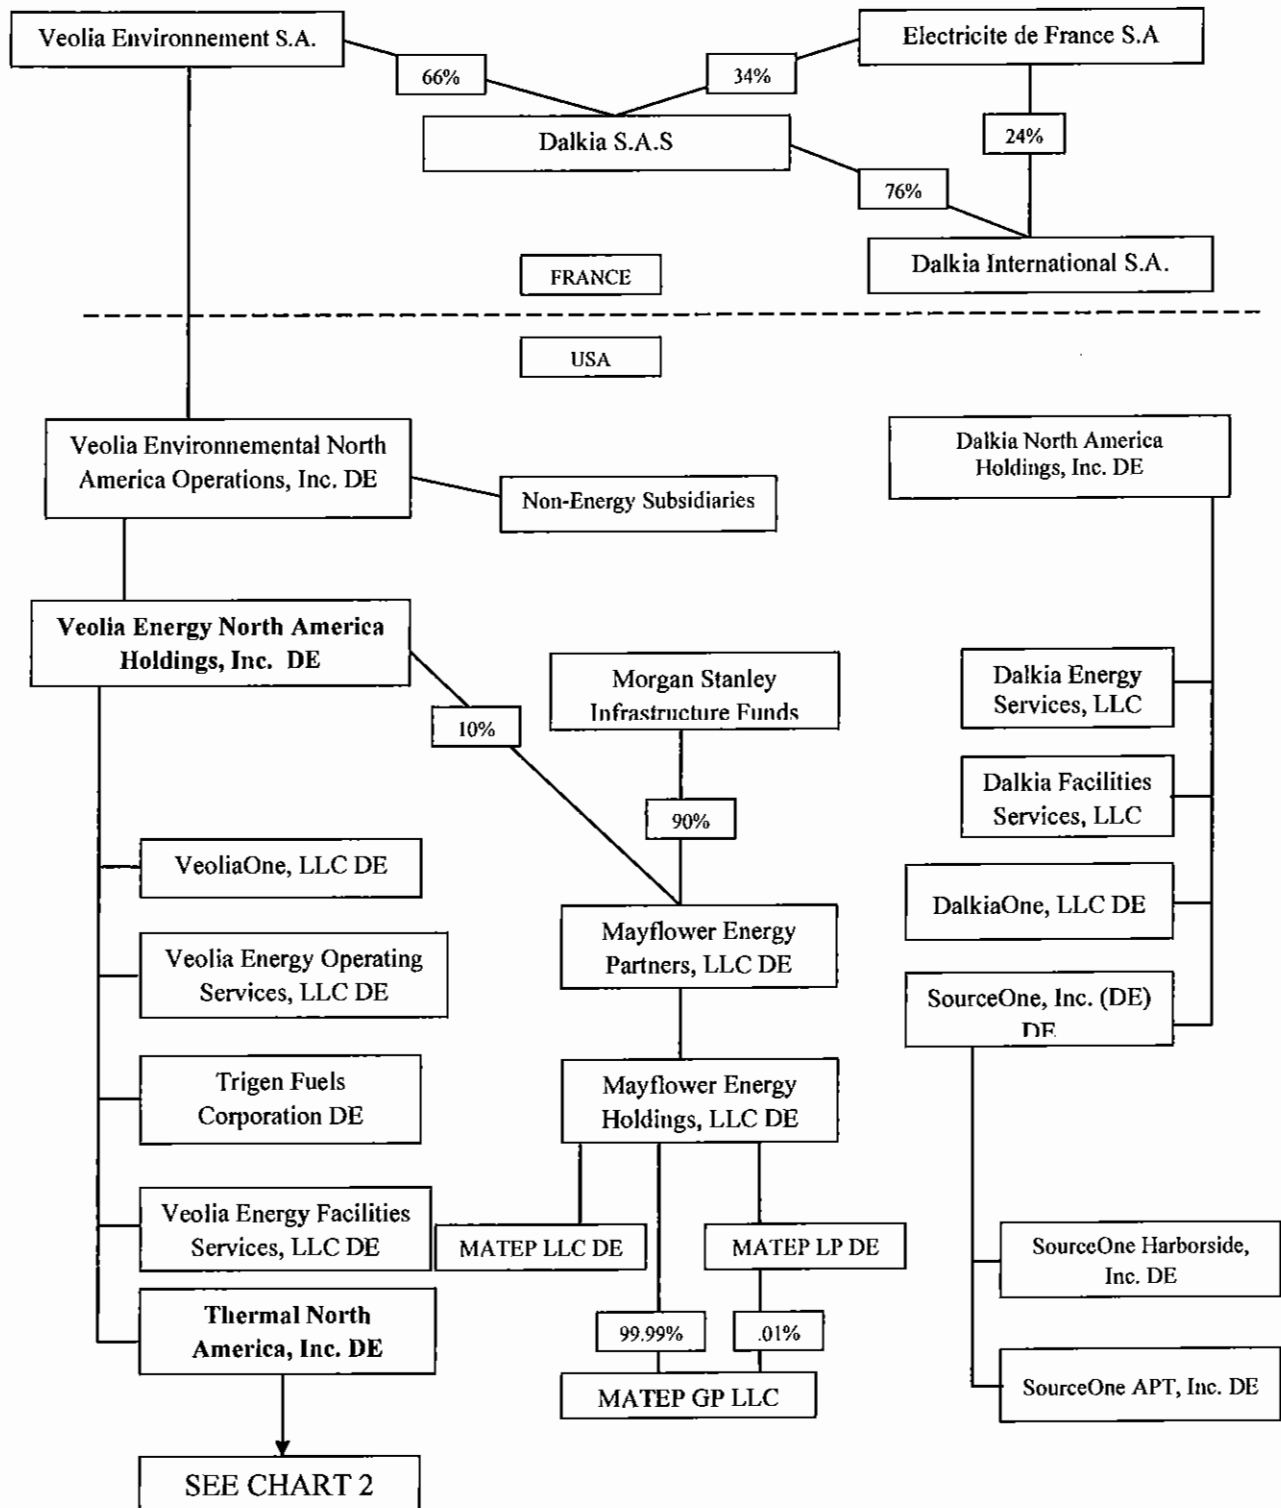 Veolia Environnement S.A.
Electricite de France S.A
66%
34%
Dalkia S.A.S
24%
76%
Dalkia International S.A.
FRANCE
USA
Veolia Environnemental North
America Operations, Inc. DE
Non-Energy Subsidiaries
Dalkia North America
Holdings, Inc. DE
Veolia Energy North America
Holdings, Inc. DE
10%
Morgan Stanley
Infrastructure Funds
90%
Dalkia Energy
Services, LLC
Dalkia Facilities
Services, LLC
VeoliaOne, LLC DE
DalkiaOne, LLC DE
Veolia Energy Operating
Services, LLC DE
Mayflower Energy
Partners, LLC DE
SourceOne, Inc. (DE)
DE
Trigen Fuels
Corporation DE
Mayflower Energy
Holdings, LLC DE
Veolia Energy Facilities
Services, LLC DE
MATEP LLC DE
MATEP LP DE
SourceOne Harborside,
Inc. DE
Thermal North
America, Inc. DE
99.99%
.01%
MATEP GP LLC
SourceOne APT, Inc. DE
SEE CHART 2